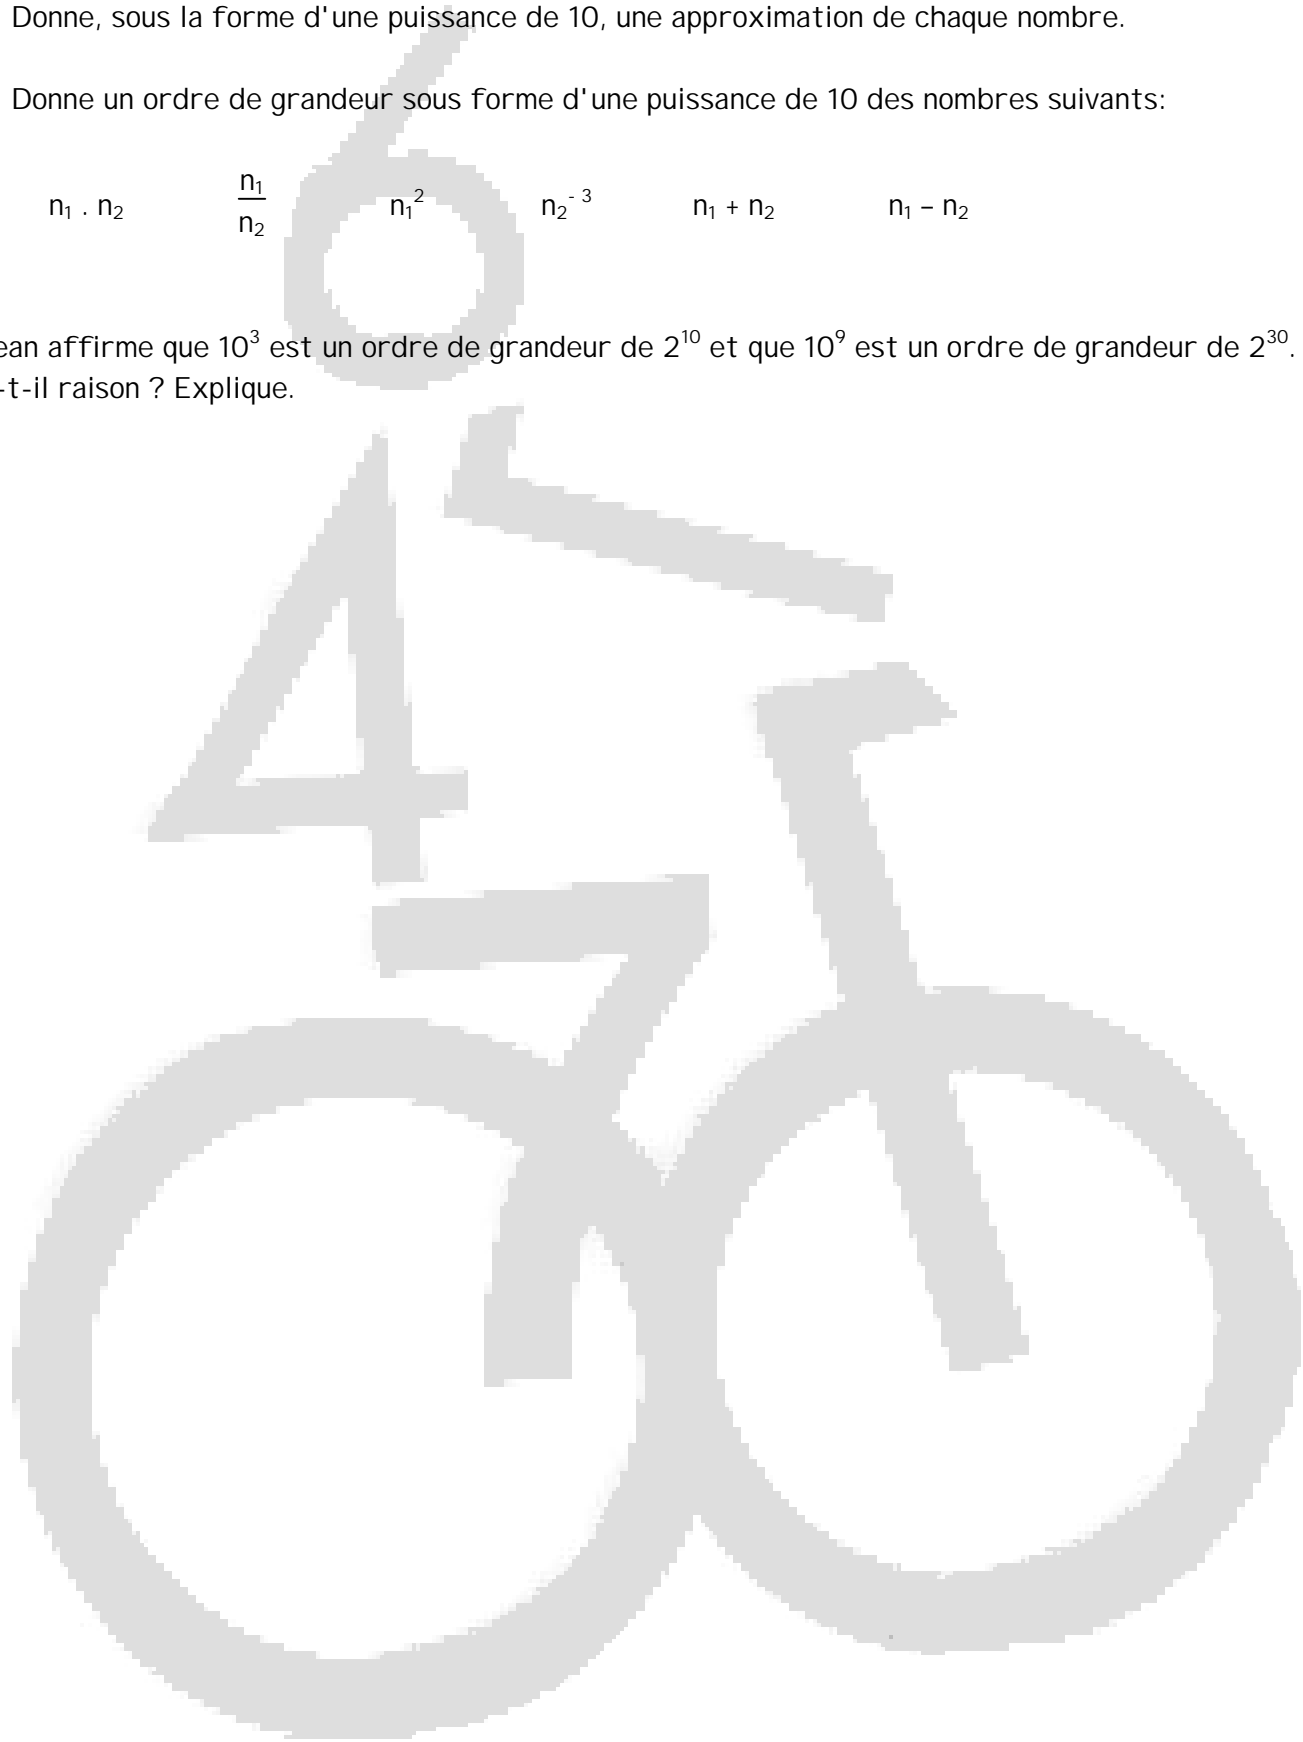 Donne, sous la forme d'une puissance de 10, une approximation de chaque nombre.
Donne un ordre de grandeur sous forme d'une puissance de 10 des nombres suivants:
n₁ . n₂ n₁/n₂ n₁² n₂⁻³ n₁ + n₂ n₁ – n₂
ean affirme que 10³ est un ordre de grandeur de 2¹⁰ et que 10⁹ est un ordre de grandeur de 2³⁰.
-t-il raison ? Explique.